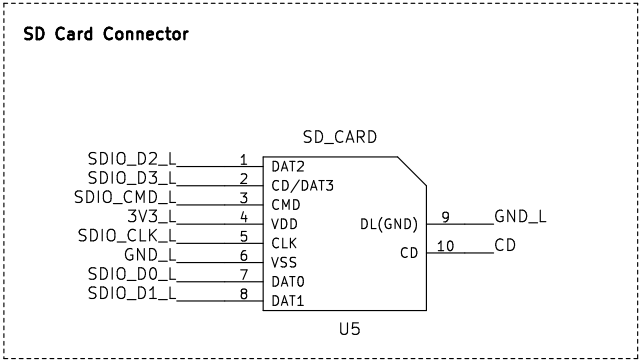 SD Card Connector
SD_CARD
SDIO_D2_L 1 DAT2
SDIO_D3_L 2 CD/DAT3
SDIO_CMD_L 3 CMD
3V3_L 4 VDD DL(GND) 9 GND_L
SDIO_CLK_L 5 CLK
GND_L 6 VSS CD 10 CD
SDIO_D0_L 7 DAT0
SDIO_D1_L 8 DAT1
U5